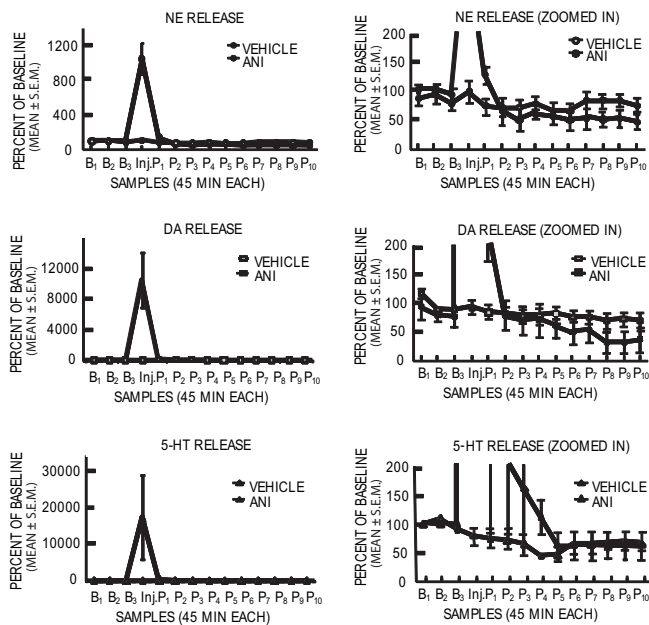 NE RELEASE
PERCENT OF BASELINE
(MEAN ± S.E.M.)
1200
800
400
0
VEHICLE
ANI
B1 B2 B3 Inj. P1 P2 P3 P4 P5 P6 P7 P8 P9 P10
SAMPLES (45 MIN EACH)
NE RELEASE (ZOOMED IN)
PERCENT OF BASELINE
(MEAN ± S.E.M.)
200
150
100
50
0
VEHICLE
ANI
B1 B2 B3 Inj. P1 P2 P3 P4 P5 P6 P7 P8 P9 P10
SAMPLES (45 MIN EACH)
DA RELEASE
PERCENT OF BASELINE
(MEAN ± S.E.M.)
12000
8000
4000
0
VEHICLE
ANI
B1 B2 B3 Inj. P1 P2 P3 P4 P5 P6 P7 P8 P9 P10
SAMPLES (45 MIN EACH)
DA RELEASE (ZOOMED IN)
PERCENT OF BASELINE
(MEAN ± S.E.M.)
200
150
100
50
0
VEHICLE
ANI
B1 B2 B3 Inj. P1 P2 P3 P4 P5 P6 P7 P8 P9 P10
SAMPLES (45 MIN EACH)
5-HT RELEASE
PERCENT OF BASELINE
(MEAN ± S.E.M.)
30000
20000
10000
0
VEHICLE
ANI
B1 B2 B3 Inj. P1 P2 P3 P4 P5 P6 P7 P8 P9 P10
SAMPLES (45 MIN EACH)
5-HT RELEASE (ZOOMED IN)
PERCENT OF BASELINE
(MEAN ± S.E.M.)
200
150
100
50
0
VEHICLE
ANI
B1 B2 B3 Inj. P1 P2 P3 P4 P5 P6 P7 P8 P9 P10
SAMPLES (45 MIN EACH)